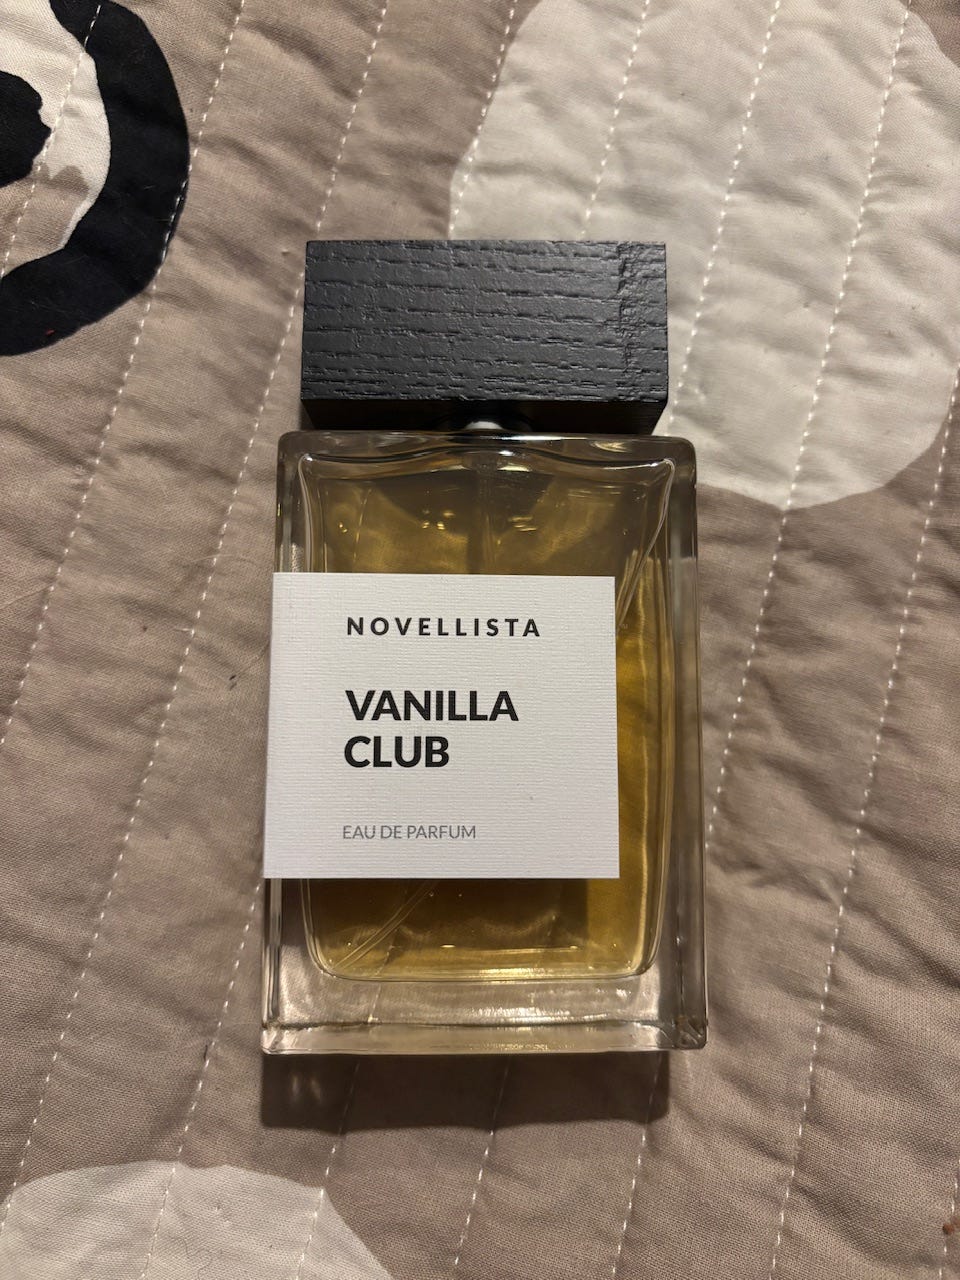 NOVELLISTA
VANILLA
CLUB
EAU DE PARFUM